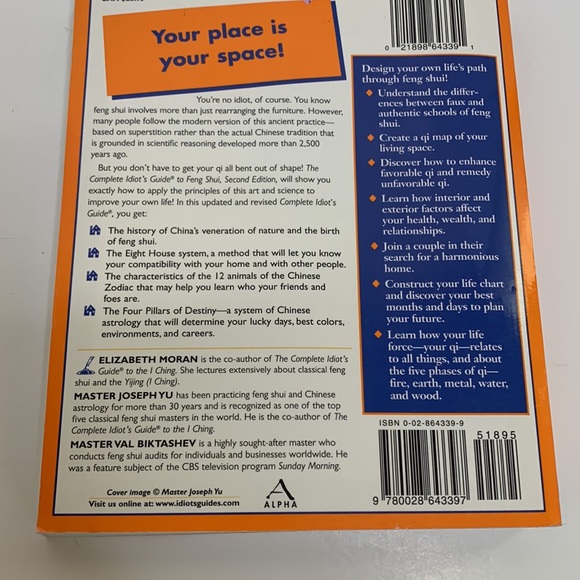 Your place is
your space!
You're no idiot, of course. You know
feng shui involves more than just rearranging the furniture. However,
many people follow the modern version of this ancient practice—
based on superstition rather than the actual Chinese tradition that
is grounded in scientific reasoning developed more than 2,500
years ago.
But you don't have to get your qi all bent out of shape! The
Complete Idiot's Guide® to Feng Shui, Second Edition, will show you
exactly how to apply the principles of this art and science to
improve your own life! In this updated and revised Complete Idiot's
Guide®, you get:
The history of China's veneration of nature and the birth
of feng shui.
The Eight House system, a method that will let you know
your compatibility with your home and with other people.
The characteristics of the 12 animals of the Chinese
Zodiac that may help you learn who your friends and
foes are.
The Four Pillars of Destiny—a system of Chinese
astrology that will determine your lucky days, best colors,
environments, and careers.
ELIZABETH MORAN is the co-author of The Complete Idiot's
Guide® to the I Ching. She lectures extensively about classical feng
shui and the Yijing (I Ching).
MASTER JOSEPH YU has been practicing feng shui and Chinese
astrology for more than 30 years and is recognized as one of the top
five classical feng shui masters in the world. He is the co-author of The
Complete Idiot's Guide® to the I Ching.
MASTER VAL BIKTASHEV is a highly sought-after master who
conducts feng shui audits for individuals and businesses worldwide. He
was a feature subject of the CBS television program Sunday Morning.
Cover image © Master Joseph Yu
Visit us online at: www.idiotsguides.com
ALPHA
0 21898 64339 1
Design your own life's path
through feng shui!
◆ Understand the differ-
ences between faux and
authentic schools of feng
shui.
◆ Create a qi map of your
living space.
◆ Discover how to enhance
favorable qi and remedy
unfavorable qi.
◆ Learn how interior and
exterior factors affect
your health, wealth, and
relationships.
◆ Join a couple in their
search for a harmonious
home.
◆ Construct your life chart
and discover your best
months and days to plan
your future.
◆ Learn how your life
force—your qi—relates
to all things, and about
the five phases of qi—
fire, earth, metal, water,
and wood.
ISBN 0-02-864339-9
51895
9 780028 643397